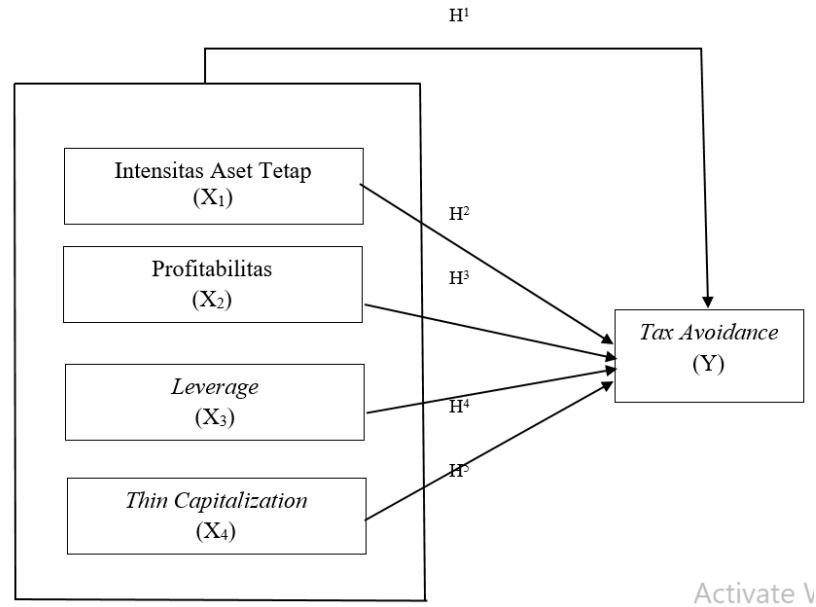 H¹
Intensitas Aset Tetap
(X₁)
H²
Profitabilitas
(X₂)
H³
Tax Avoidance
(Y)
Leverage
(X₃)
H⁴
H⁵
Thin Capitalization
(X₄)
Activate W